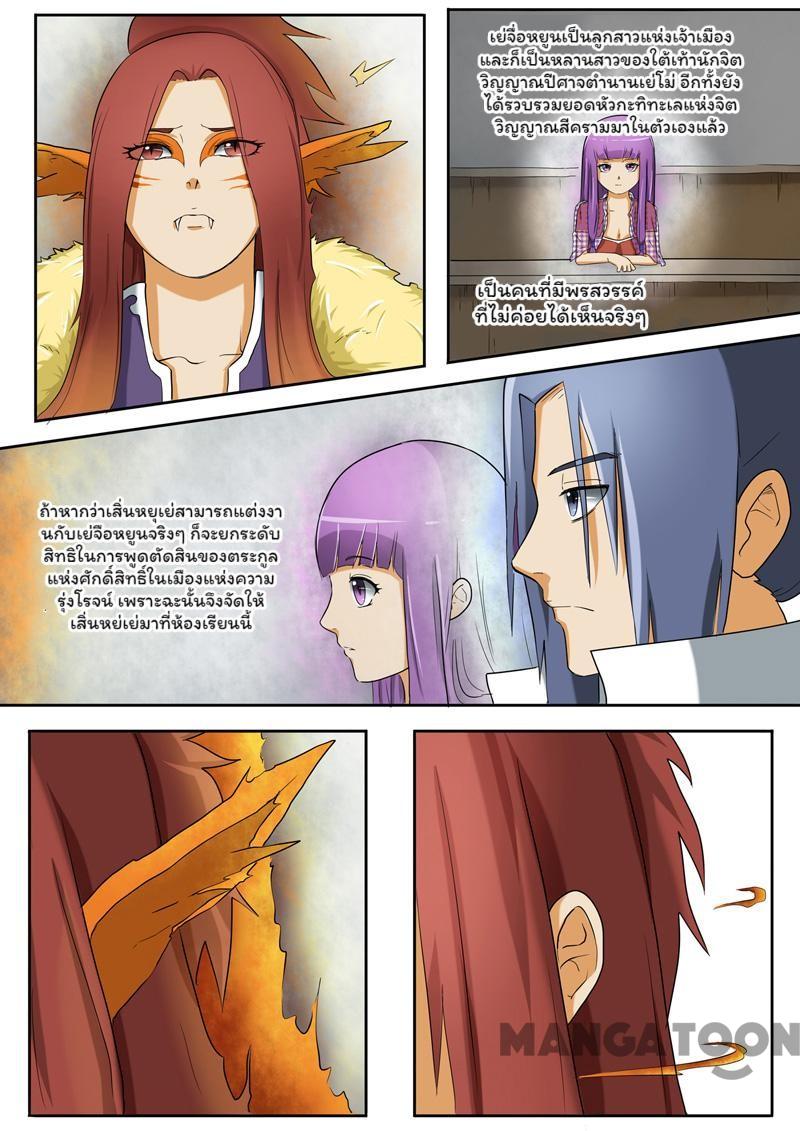 เย่จื่อหยูนเป็นลูกสาวแห่งเจ้าเมือง
และก็เป็นหลานสาวของใต้เท้านักจิต
วิญญาณปีศาจตำนานเย่โม่ อีกทั้งยัง
ได้รวบรวมยอดหัวกะทิทะเลแห่งจิต
วิญญาณสีครามมาในตัวเองแล้ว
เป็นคนที่มีพรสวรรค์
ที่ไม่ค่อยได้เห็นจริงๆ
ถ้าหากว่าเสิ่นหยุเย่สามารถแต่งงา
นกับเย่จือหยูนจริงๆ ก็จะยกระดับ
สิทธิในการพูดตัดสินของตระกูล
แห่งศักดิ์สิทธิ์ในเมืองแห่งความ
รุ่งโรจน์ เพราะฉะนั้นจึงจัดให้
เสิ่นหย่เย่มาที่ห้องเรียนนี้
MANGATOON